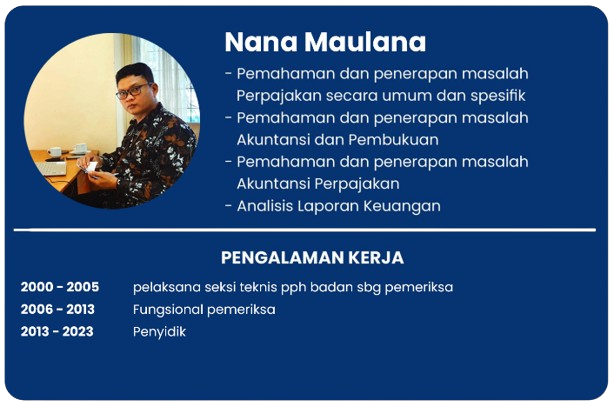 Nana Maulana
- Pemahaman dan penerapan masalah
Perpajakan secara umum dan spesifik
- Pemahaman dan penerapan masalah
Akuntansi dan Pembukuan
- Pemahaman dan penerapan masalah
Akuntansi Perpajakan
- Analisis Laporan Keuangan
PENGALAMAN KERJA
2000 - 2005 pelaksana seksi teknis pph badan sbg pemeriksa
2006 - 2013 Fungsional pemeriksa
2013 - 2023 Penyidik